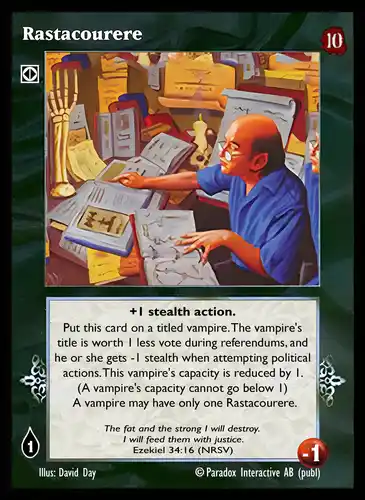 Rastacourere
10
+1 stealth action.
Put this card on a titled vampire. The vampire's
title is worth 1 less vote during referendums, and
he or she gets -1 stealth when attempting political
actions. This vampire's capacity is reduced by 1.
(A vampire's capacity cannot go below 1)
A vampire may have only one Rastacourere.
The fat and the strong I will destroy.
I will feed them with justice.
Ezekiel 34:16 (NRSV)
1
-1
Illus: David Day
© Paradox Interactive AB (publ)